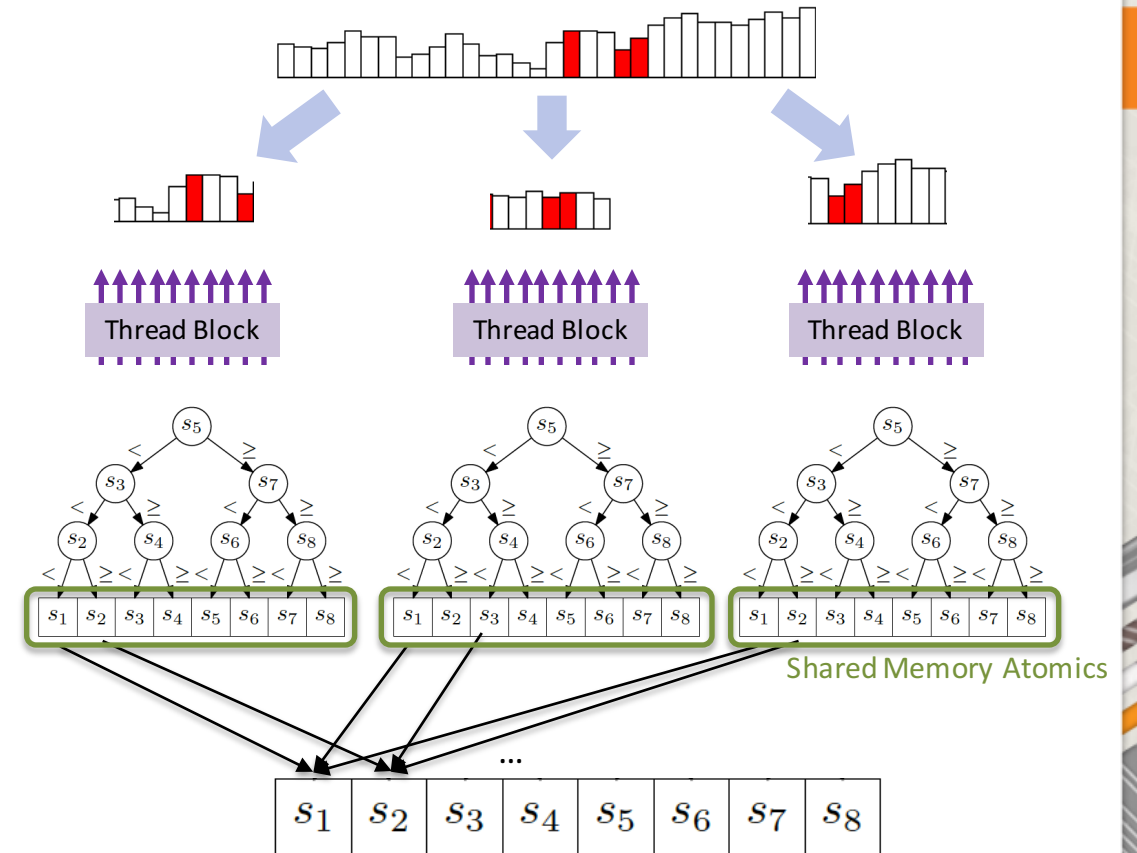 Thread Block Thread Block Thread Block
s₅ s₅ s₅
< ≥ < ≥ < ≥
s₃ s₇ s₃ s₇ s₃ s₇
< ≥ < ≥ < ≥ < ≥ < ≥ < ≥
s₂ s₄ s₆ s₈ s₂ s₄ s₆ s₈ s₂ s₄ s₆ s₈
< ≥ < ≥ < ≥ < ≥ < ≥ < ≥ < ≥ < ≥ < ≥ < ≥ < ≥ < ≥
s₁ s₂ s₃ s₄ s₅ s₆ s₇ s₈ s₁ s₂ s₃ s₄ s₅ s₆ s₇ s₈ s₁ s₂ s₃ s₄ s₅ s₆ s₇ s₈
Shared Memory Atomics
...
s₁ s₂ s₃ s₄ s₅ s₆ s₇ s₈